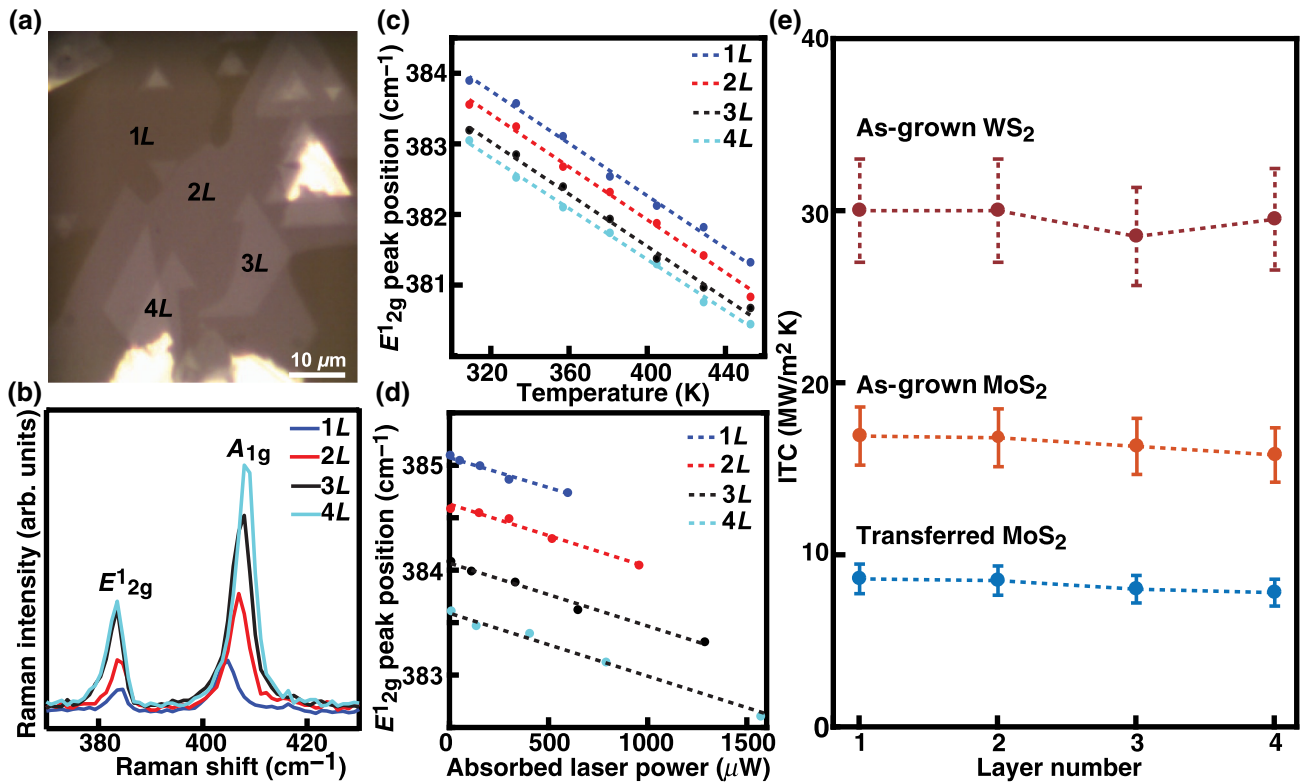 (a)
1L
2L
3L
4L
10 μm
(b)
Raman intensity (arb. units)
E¹2g
A1g
1L
2L
3L
4L
380
400
420
Raman shift (cm⁻¹)
(c)
E¹2g peak position (cm⁻¹)
384
383
382
381
1L
2L
3L
4L
320
360
400
440
Temperature (K)
(d)
E¹2g peak position (cm⁻¹)
385
384
383
1L
2L
3L
4L
0
500
1000
1500
Absorbed laser power (μW)
(e)
ITC (MW/m² K)
40
30
20
10
0
As-grown WS₂
As-grown MoS₂
Transferred MoS₂
1
2
3
4
Layer number